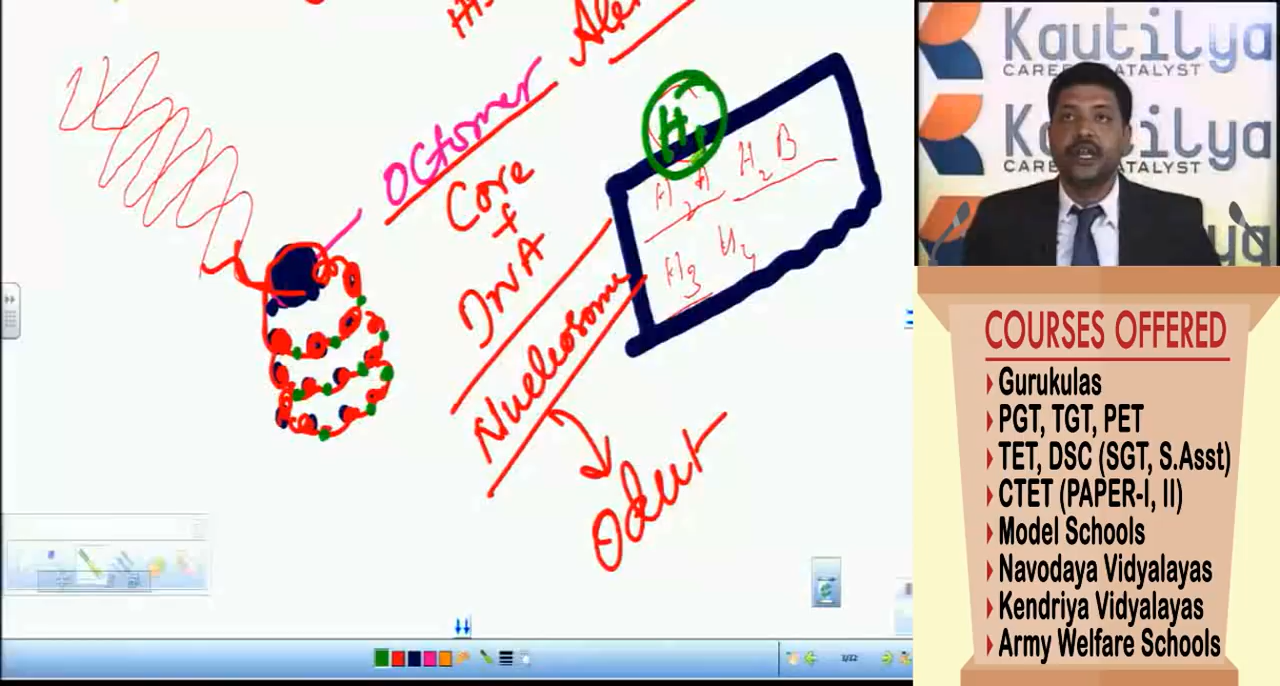 Octomer
Core
+
DNA
Nucleosome
Odeut
H1
H2A H2B
H3 H4
Kautilya
CAREER CATALYST
Kautilya
CAREER CATALYST
COURSES OFFERED
Gurukulas
PGT, TGT, PET
TET, DSC (SGT, S.Asst)
CTET (PAPER-I, II)
Model Schools
Navodaya Vidyalayas
Kendriya Vidyalayas
Army Welfare Schools